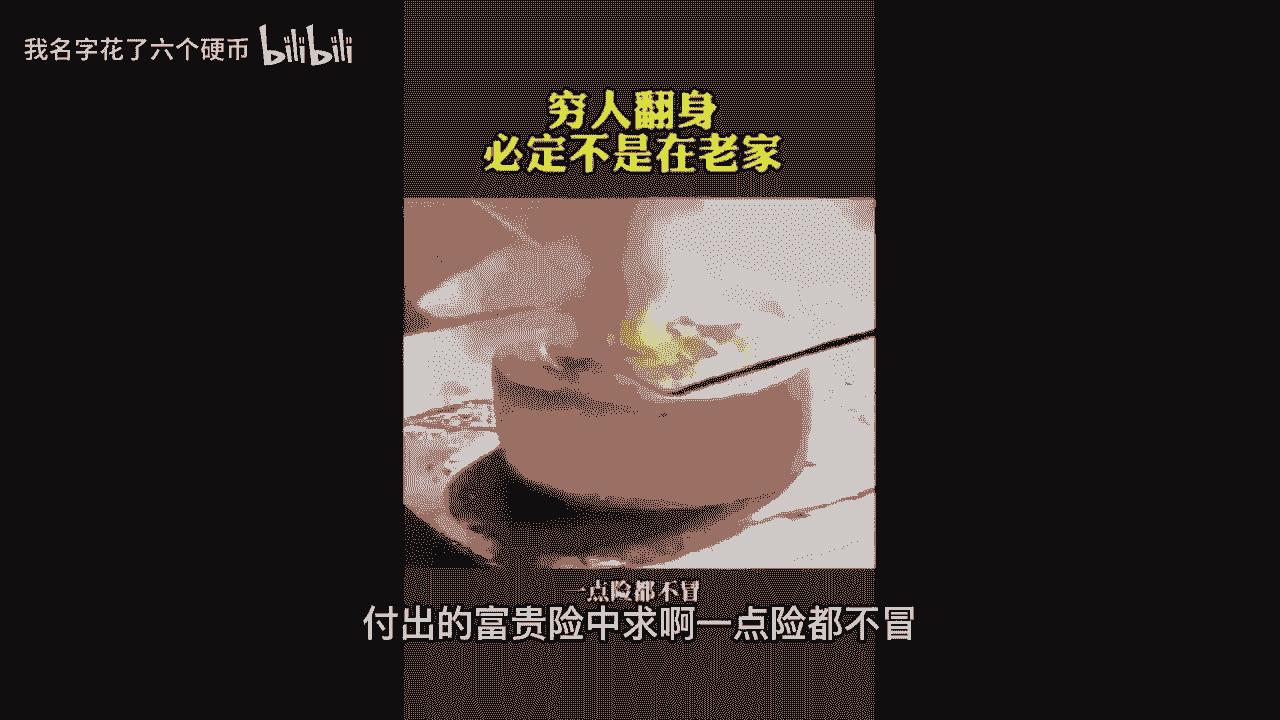 我名字花了六个硬币 bilibili
穷人翻身
必定不是在老家
一点险都不冒
付出的富贵险中求啊一点险都不冒